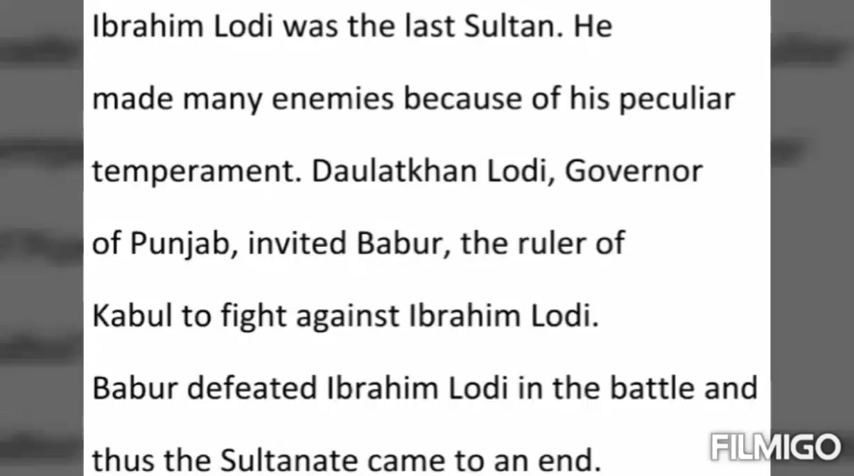 Ibrahim Lodi was the last Sultan. He
made many enemies because of his peculiar
temperament. Daulatkhan Lodi, Governor
of Punjab, invited Babur, the ruler of
Kabul to fight against Ibrahim Lodi.
Babur defeated Ibrahim Lodi in the battle and
thus the Sultanate came to an end.
FILMIGO